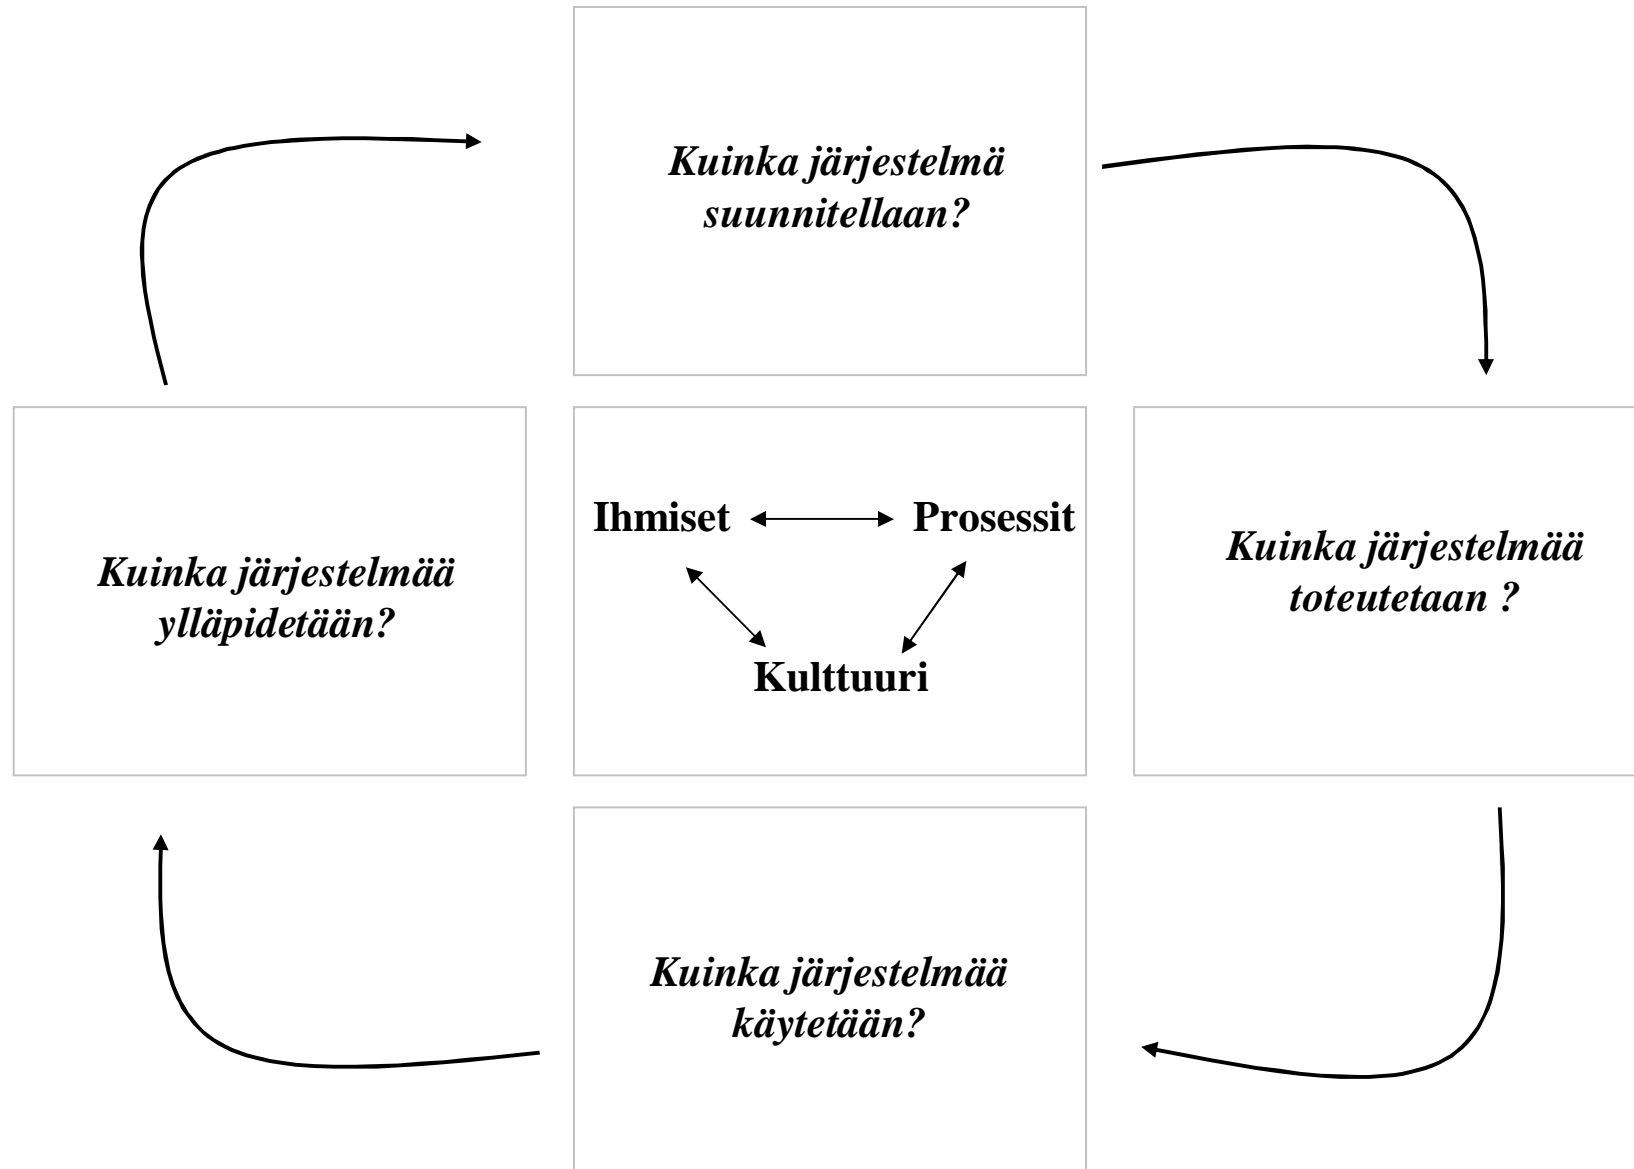 Kuinka järjestelmä
suunnitellaan?
Kuinka järjestelmää
ylläpidetään?
Ihmiset
Prosessit
Kulttuuri
Kuinka järjestelmää
toteutetaan ?
Kuinka järjestelmää
käytetään?